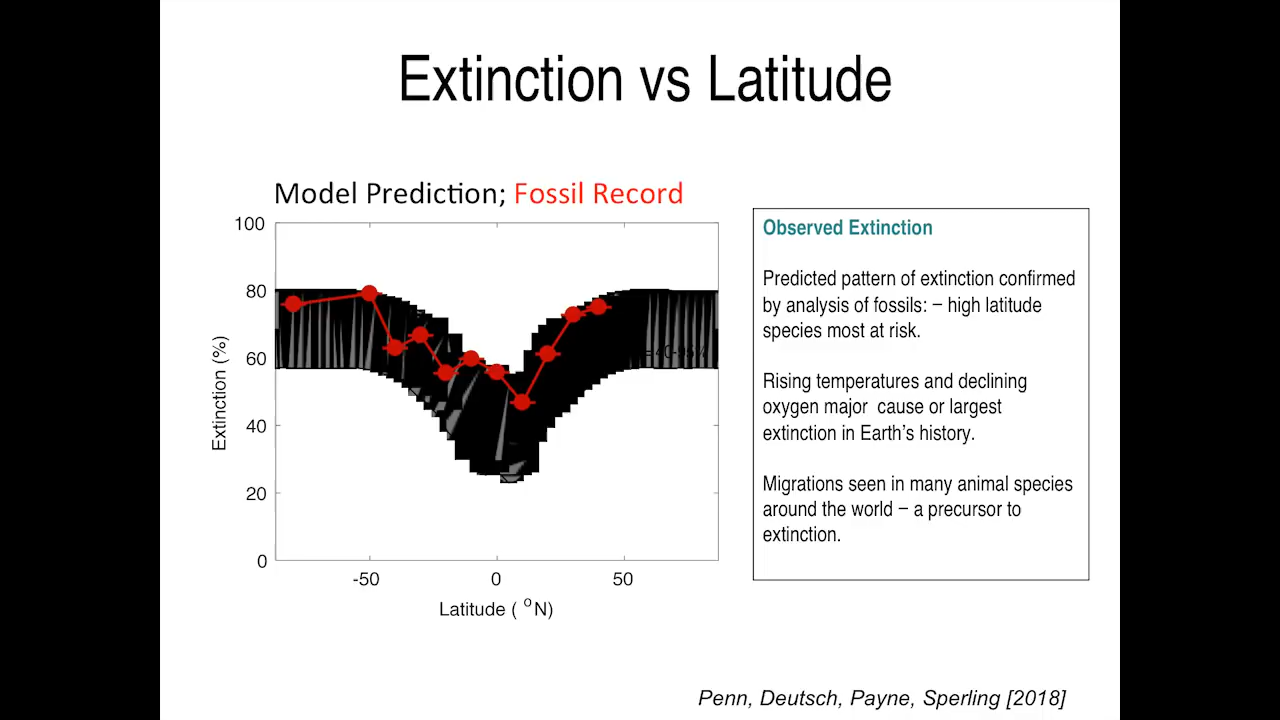 Extinction vs Latitude
Model Prediction; Fossil Record
100
80
60
40
20
0
Extinction (%)
-50
0
50
Latitude ( °N)
Observed Extinction
Predicted pattern of extinction confirmed
by analysis of fossils: – high latitude
species most at risk.
Rising temperatures and declining
oxygen major cause or largest
extinction in Earth's history.
Migrations seen in many animal species
around the world – a precursor to
extinction.
Penn, Deutsch, Payne, Sperling [2018]